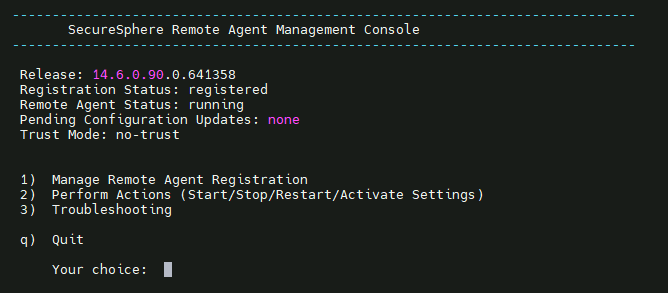 SecureSphere Remote Agent Management Console
Release: 14.6.0.90.0.641358
Registration Status: registered
Remote Agent Status: running
Pending Configuration Updates: none
Trust Mode: no-trust
1) Manage Remote Agent Registration
2) Perform Actions (Start/Stop/Restart/Activate Settings)
3) Troubleshooting
q) Quit
Your choice: